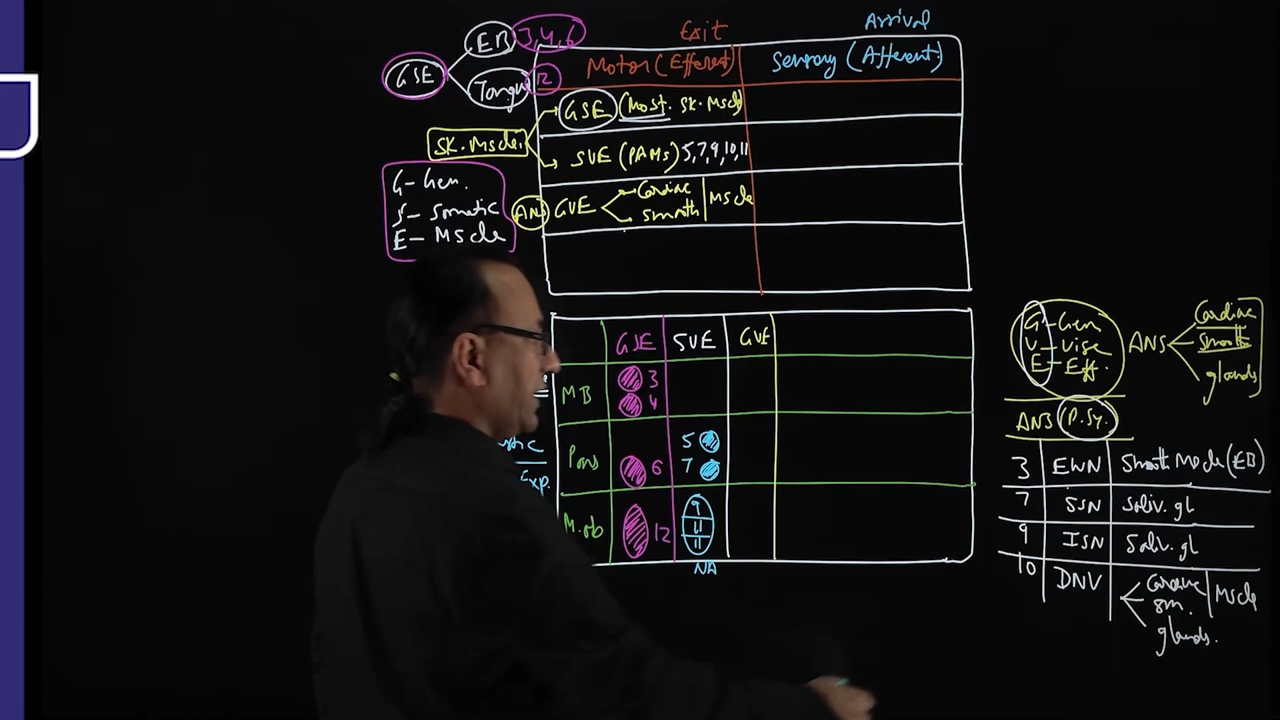 Exit
Arrival
GSE
EB 3,4,6
Tongue 12
Motor (Efferent)
Sensory (Afferent)
GSE (Most. SK. Mscle
SK. Mscle.
SVE (PAMs) 5,7,9,10,11
G- Gen.
S- Somatic
E- Mscle
ANS GVE
Cardiac
Smooth
Mscle
GSE SVE GVE
MB 3
4
Pons 6 5
7
M.ob 12 9
11
11
NA
Exp.
G-Gen
V-Visc
E-Eff.
ANS
Cardiac
Smooth
glands
ANS (P.Sy.)
3 EWN Smooth Mscle (EB)
7 SSN Saliv. gl
9 ISN Saliv. gl
10 DNV
Cardiac
sm.
Mscle
glands.